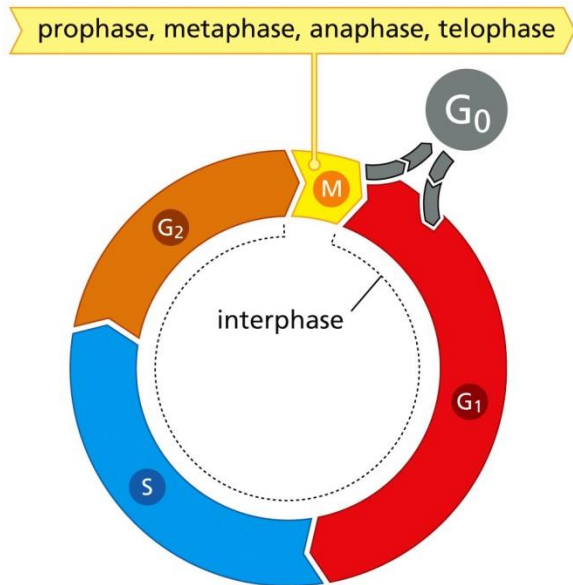 prophase, metaphase, anaphase, telophase
G₀
M
G₂
interphase
G₁
S